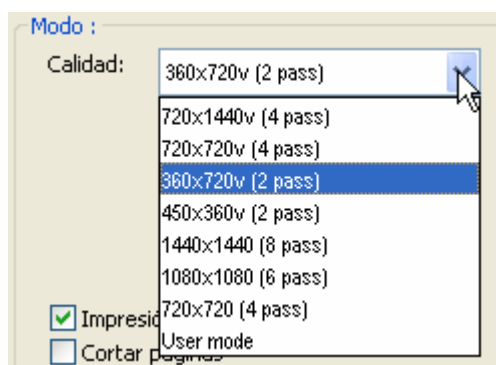 Modo :
Calidad: 360x720v (2 pass)
720x1440v (4 pass)
720x720v (4 pass)
360x720v (2 pass)
450x360v (2 pass)
1440x1440 (8 pass)
1080x1080 (6 pass)
720x720 (4 pass)
User mode
Cortar